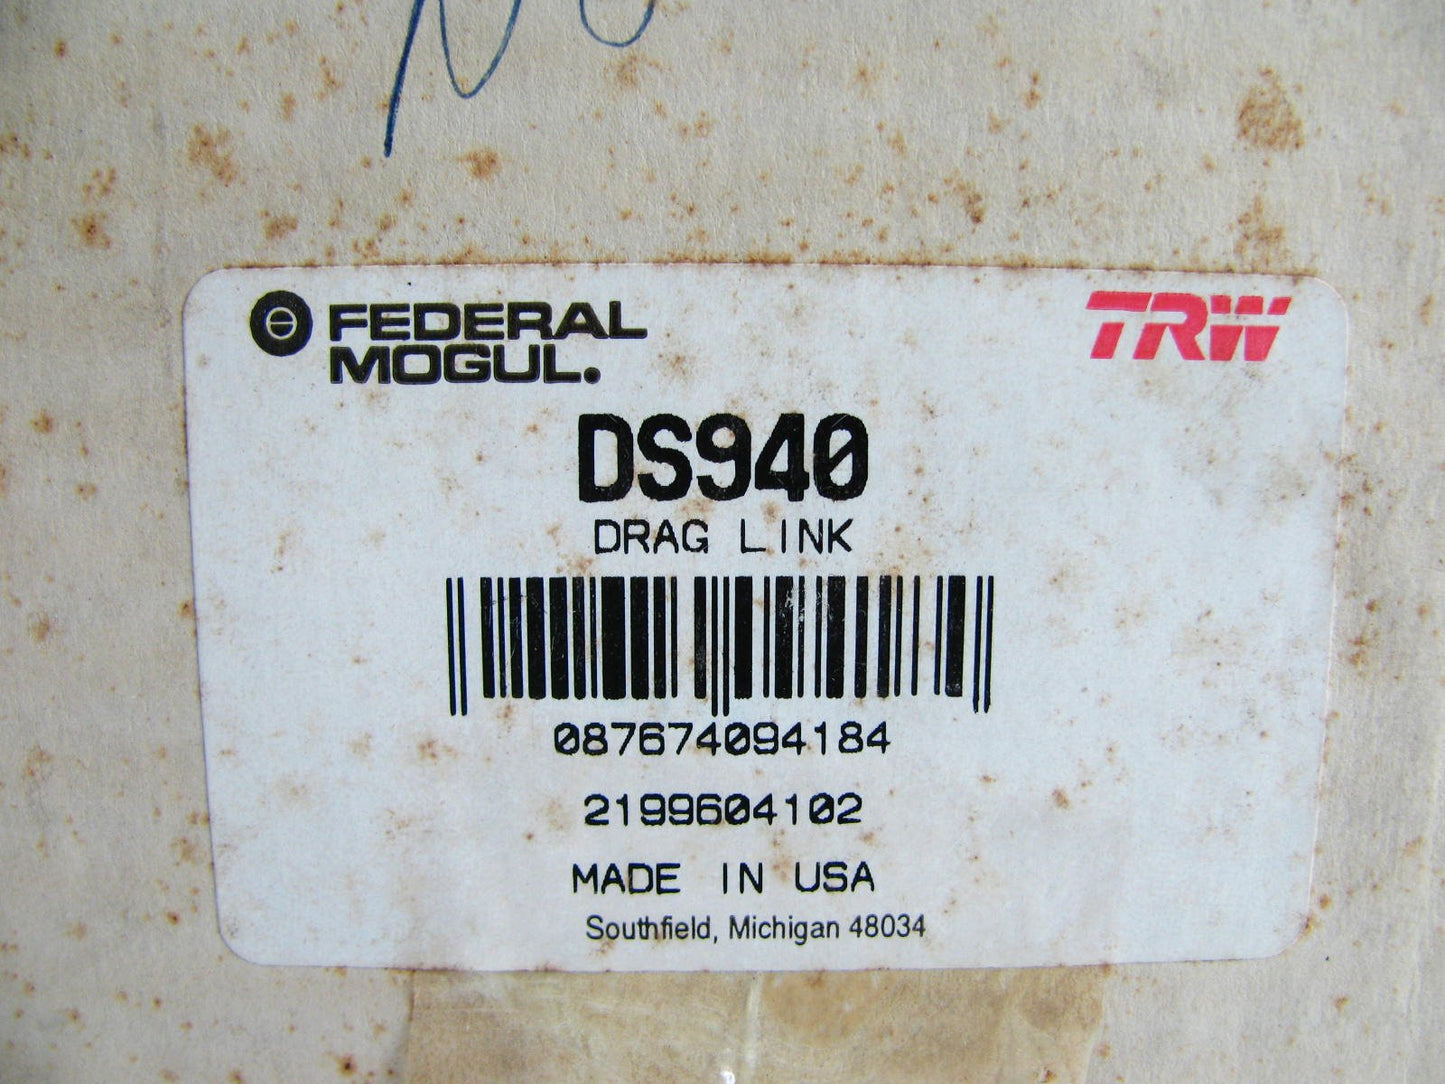 FEDERAL
MOGUL.
TRW
DS940
DRAG LINK
087674094184
2199604102
MADE IN USA
Southfield, Michigan 48034